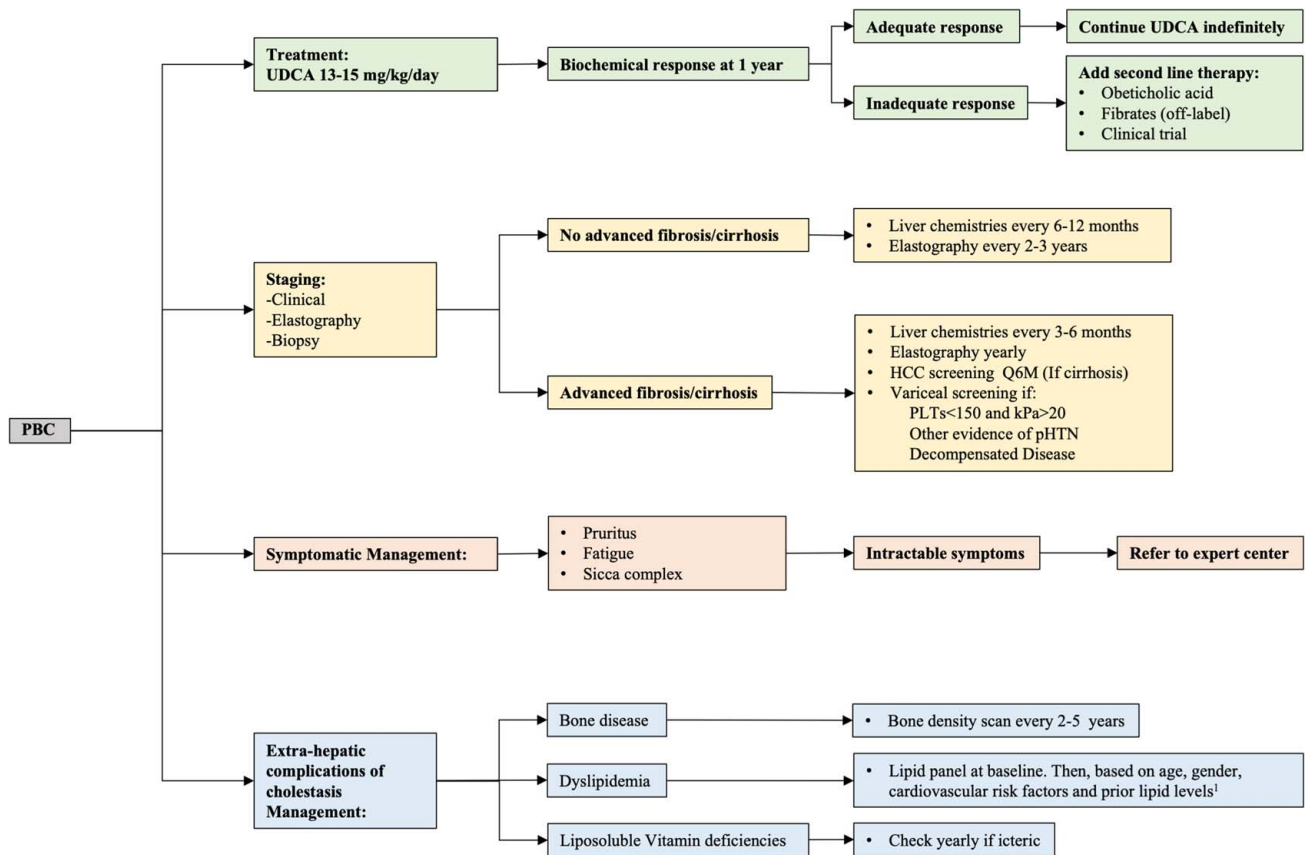 PBC
Treatment:
UDCA 13-15 mg/kg/day
Biochemical response at 1 year
Adequate response
Continue UDCA indefinitely
Inadequate response
Add second line therapy:
• Obeticholic acid
• Fibrates (off-label)
• Clinical trial
Staging:
-Clinical
-Elastography
-Biopsy
No advanced fibrosis/cirrhosis
• Liver chemistries every 6-12 months
• Elastography every 2-3 years
Advanced fibrosis/cirrhosis
• Liver chemistries every 3-6 months
• Elastography yearly
• HCC screening Q6M (If cirrhosis)
• Variceal screening if:
PLTs<150 and kPa>20
Other evidence of pHTN
Decompensated Disease
Symptomatic Management:
• Pruritus
• Fatigue
• Sicca complex
Intractable symptoms
Refer to expert center
Extra-hepatic
complications of
cholestasis
Management:
Bone disease
• Bone density scan every 2-5 years
Dyslipidemia
• Lipid panel at baseline. Then, based on age, gender,
cardiovascular risk factors and prior lipid levels¹
Liposoluble Vitamin deficiencies
• Check yearly if icteric